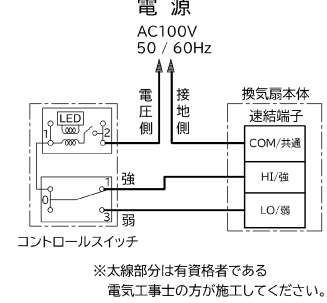 電 源
AC100V
50 / 60Hz
電圧側
接地側
換気扇本体
速結端子
LED
1
2
COM/共通
HI/強
LO/弱
0
1
3
強
弱
コントロールスイッチ
※太線部分は有資格者である
電気工事士の方が施工してください。